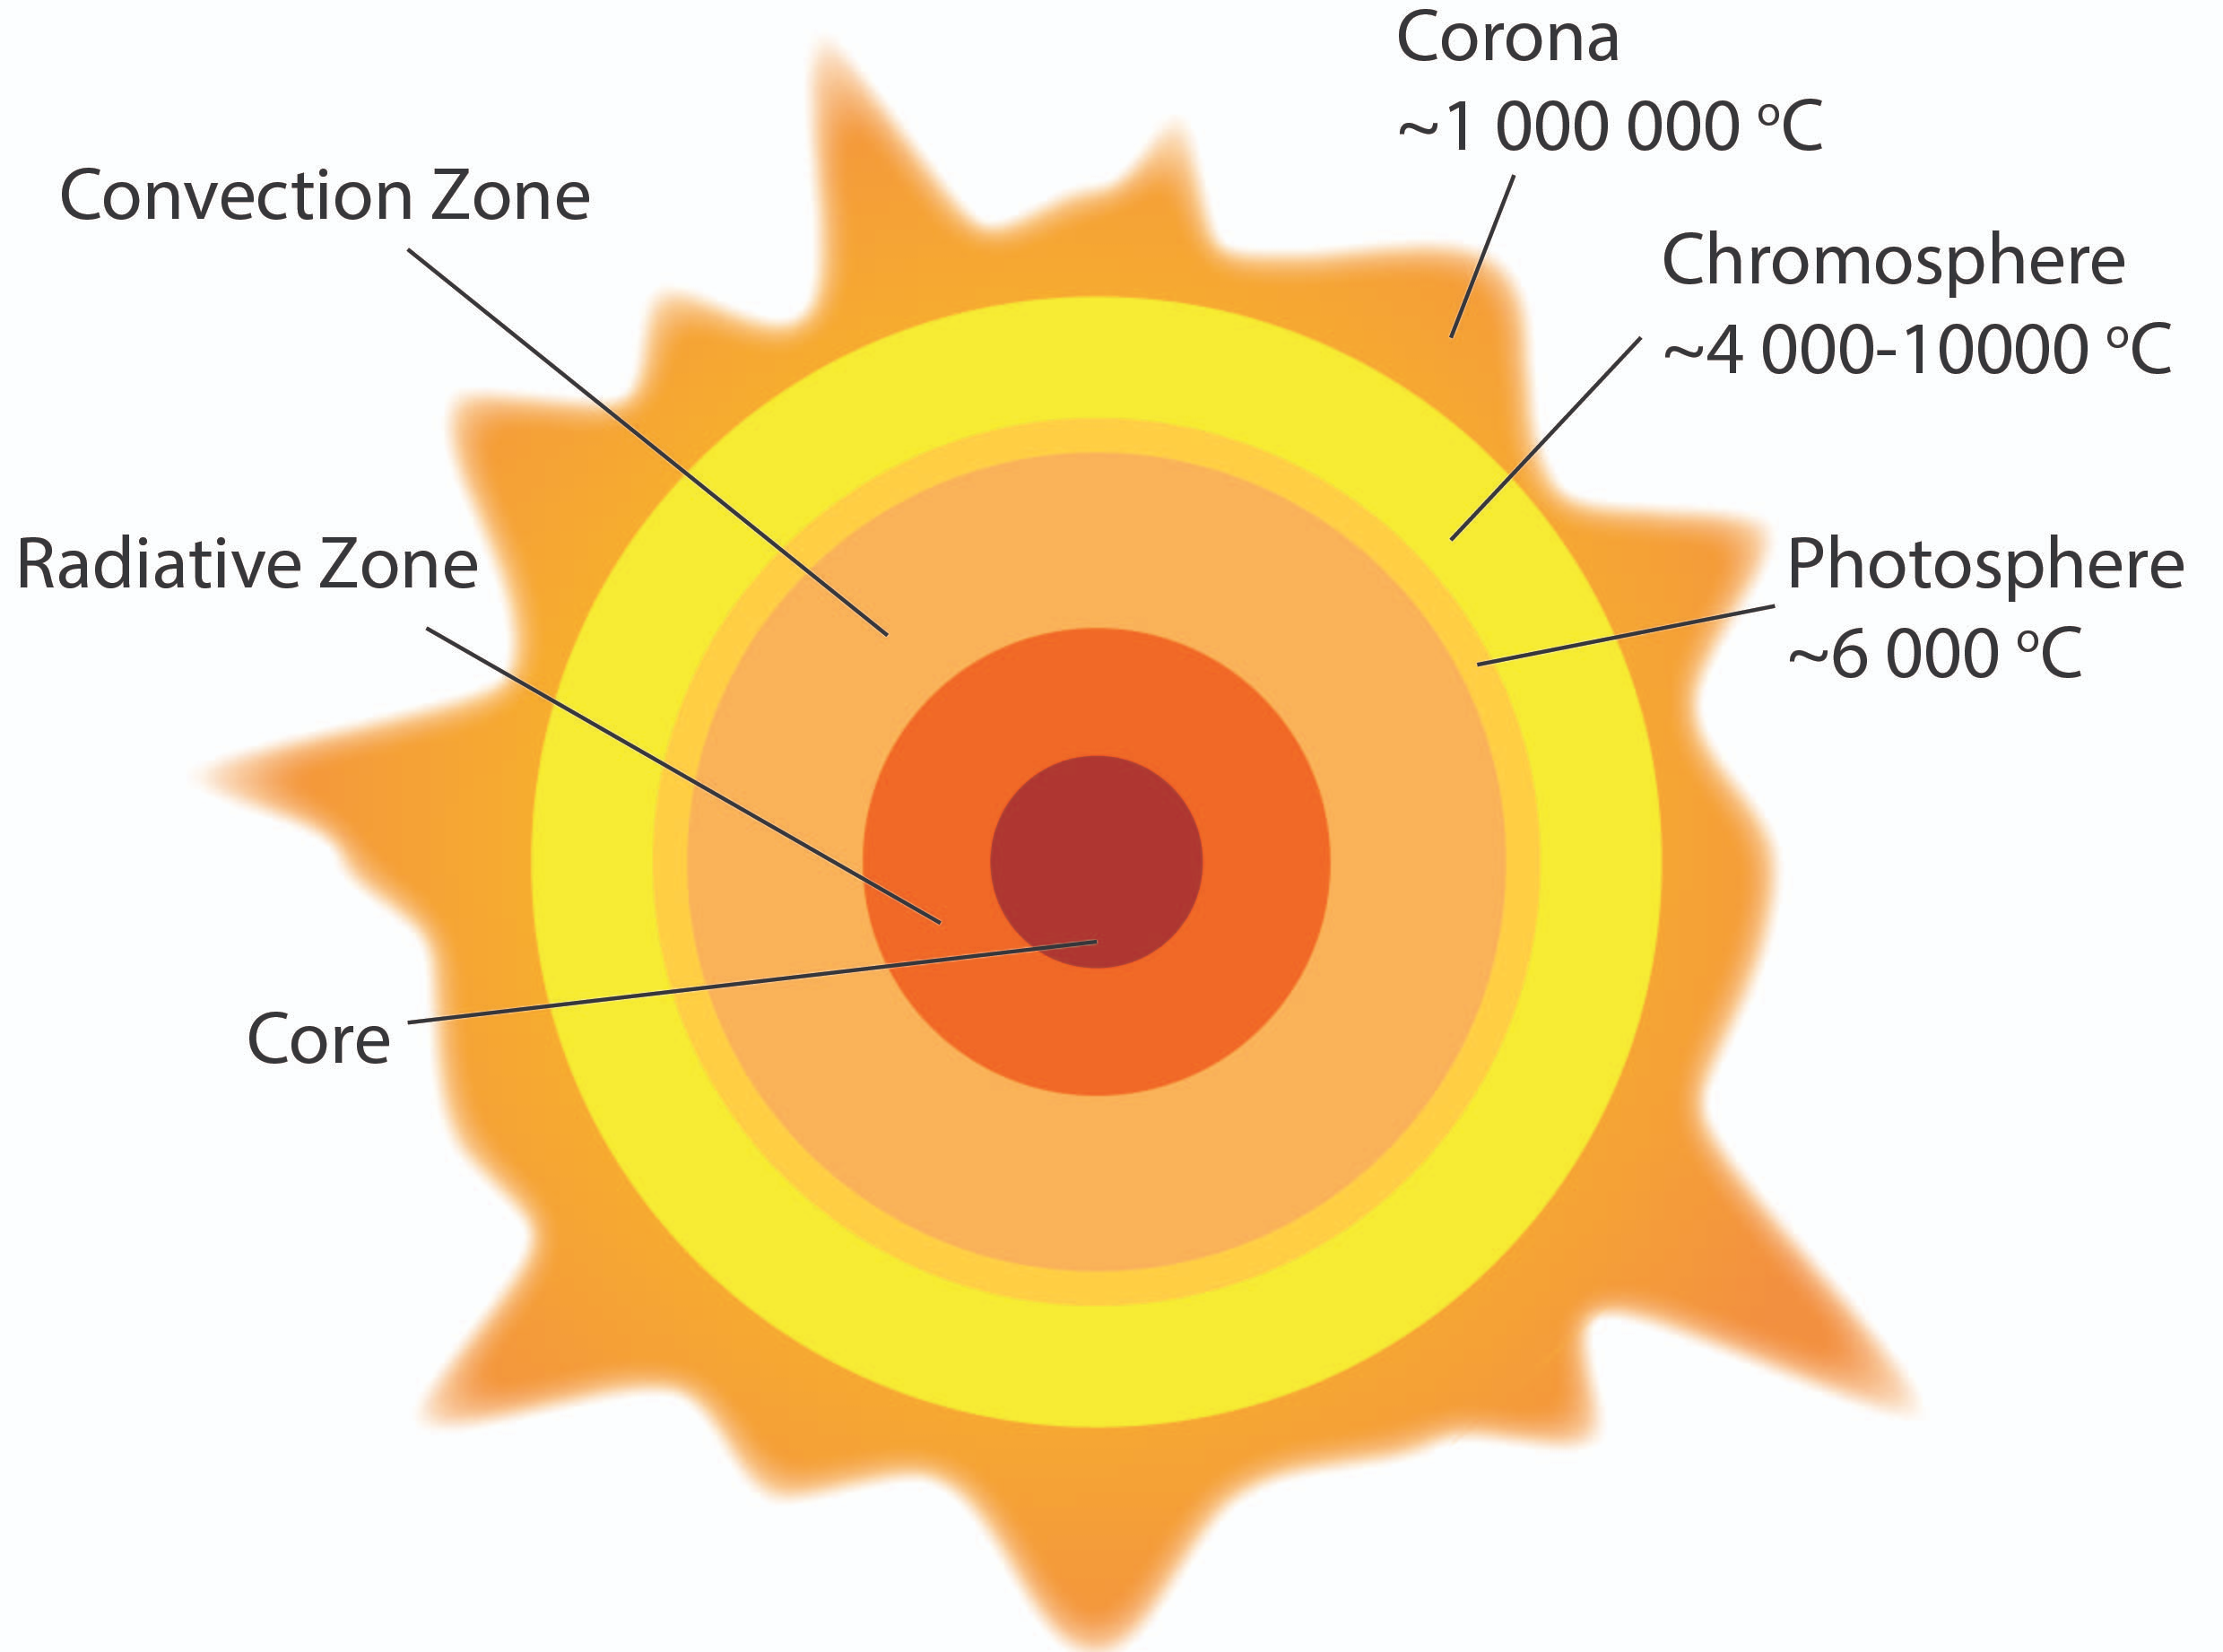 Corona
~1 000 000 °C
Convection Zone
Chromosphere
~4 000-10000 °C
Radiative Zone
Photosphere
~6 000 °C
Core